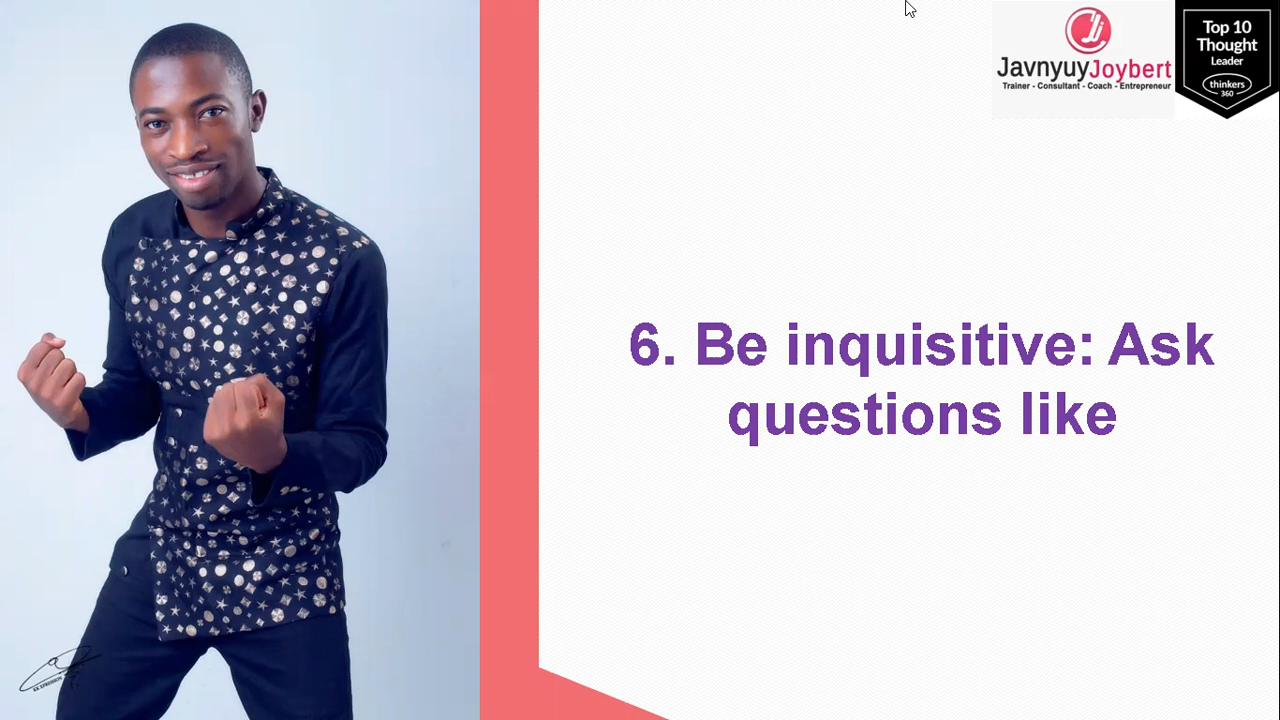 JavnyuyJoybert
Trainer - Consultant - Coach - Entrepreneur
Top 10
Thought
Leader
thinkers
360
6. Be inquisitive: Ask
questions like